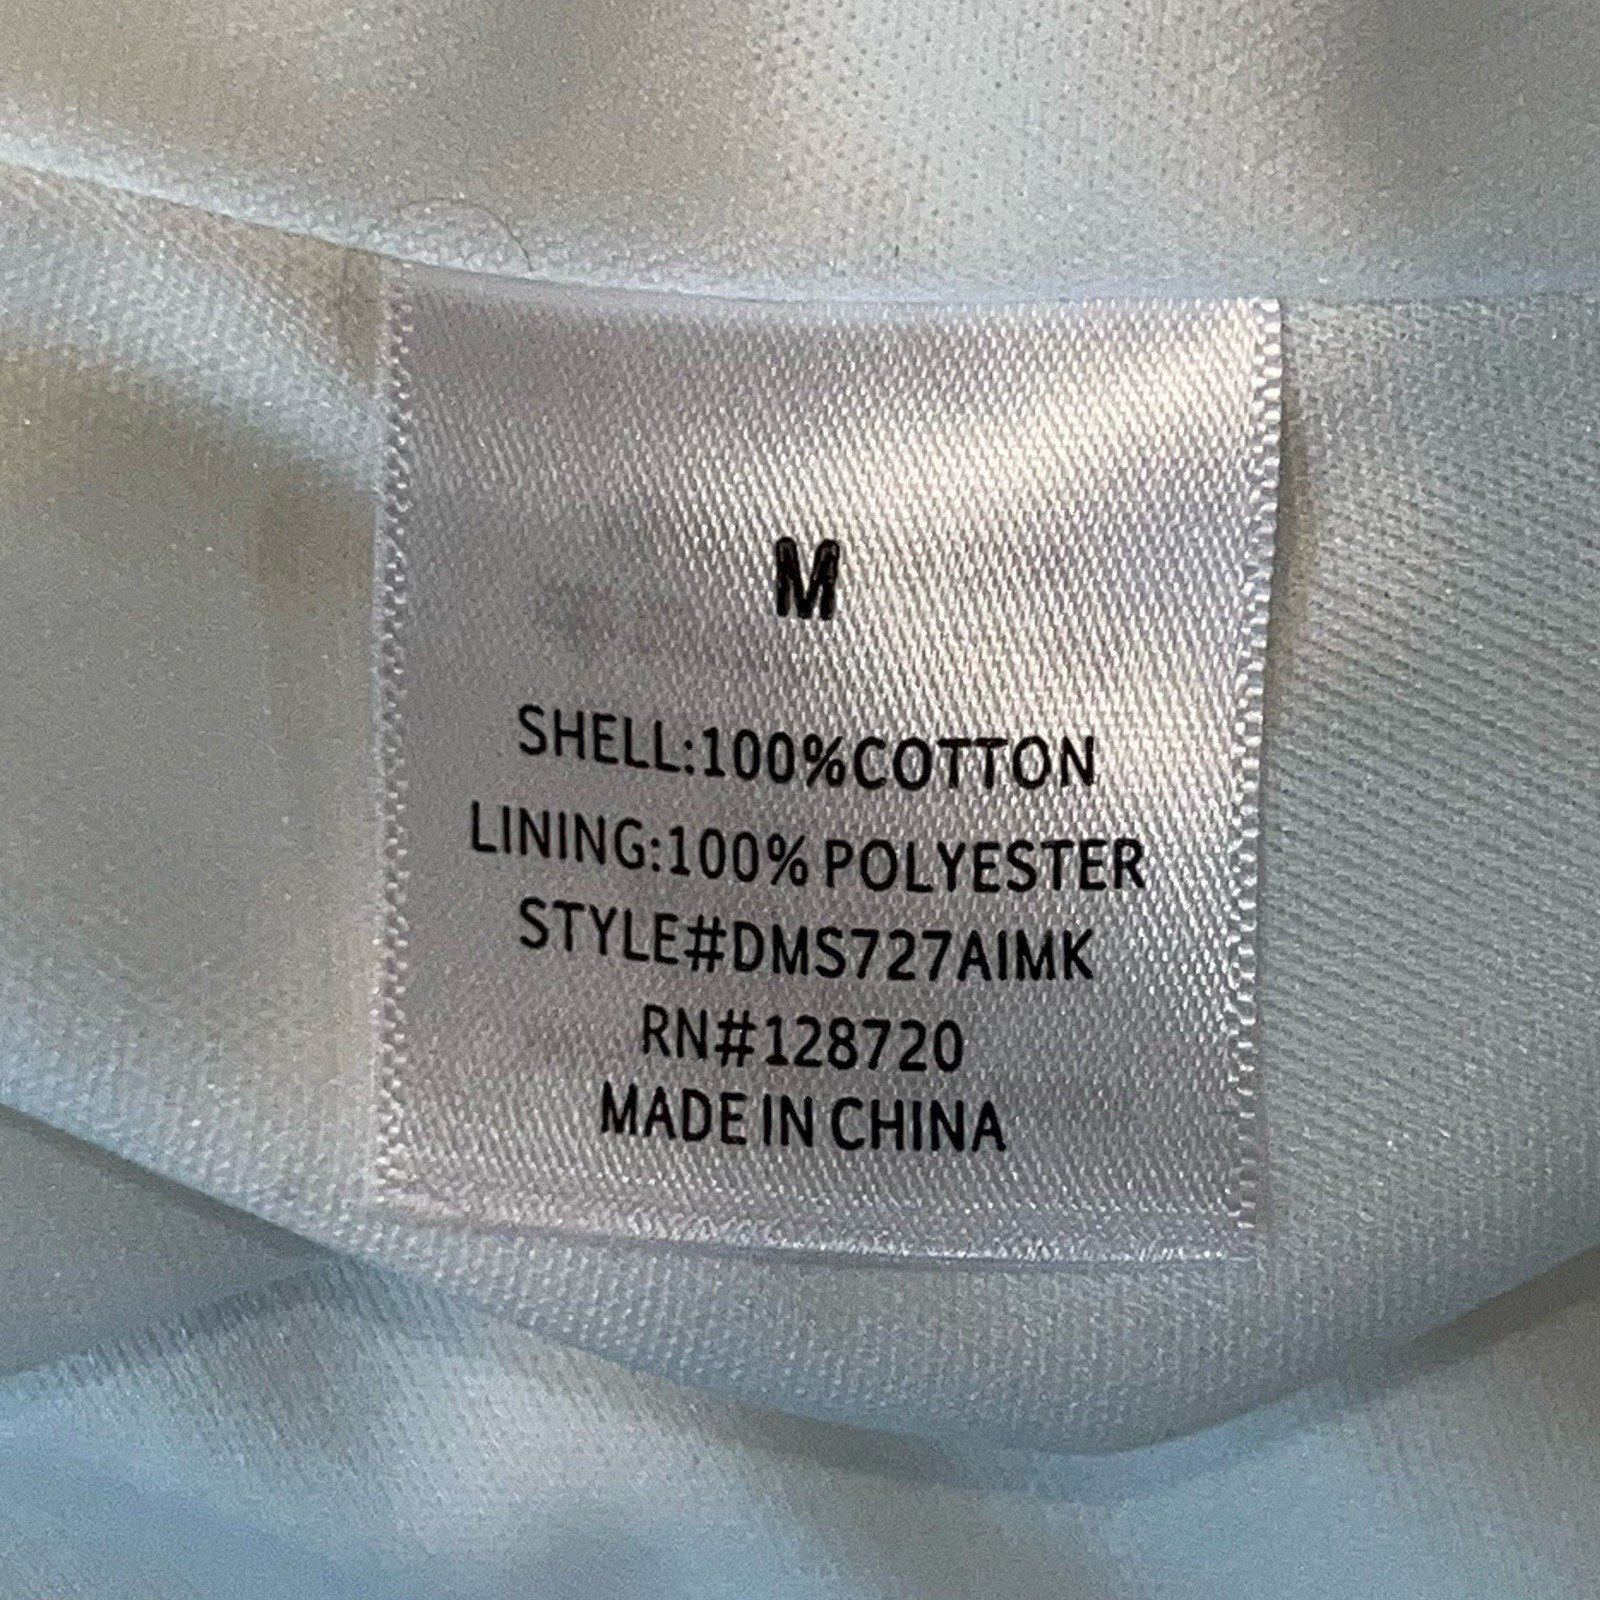 M
SHELL:100%COTTON
LINING:100% POLYESTER
STYLE#DMS727AIMK
RN#128720
MADE IN CHINA